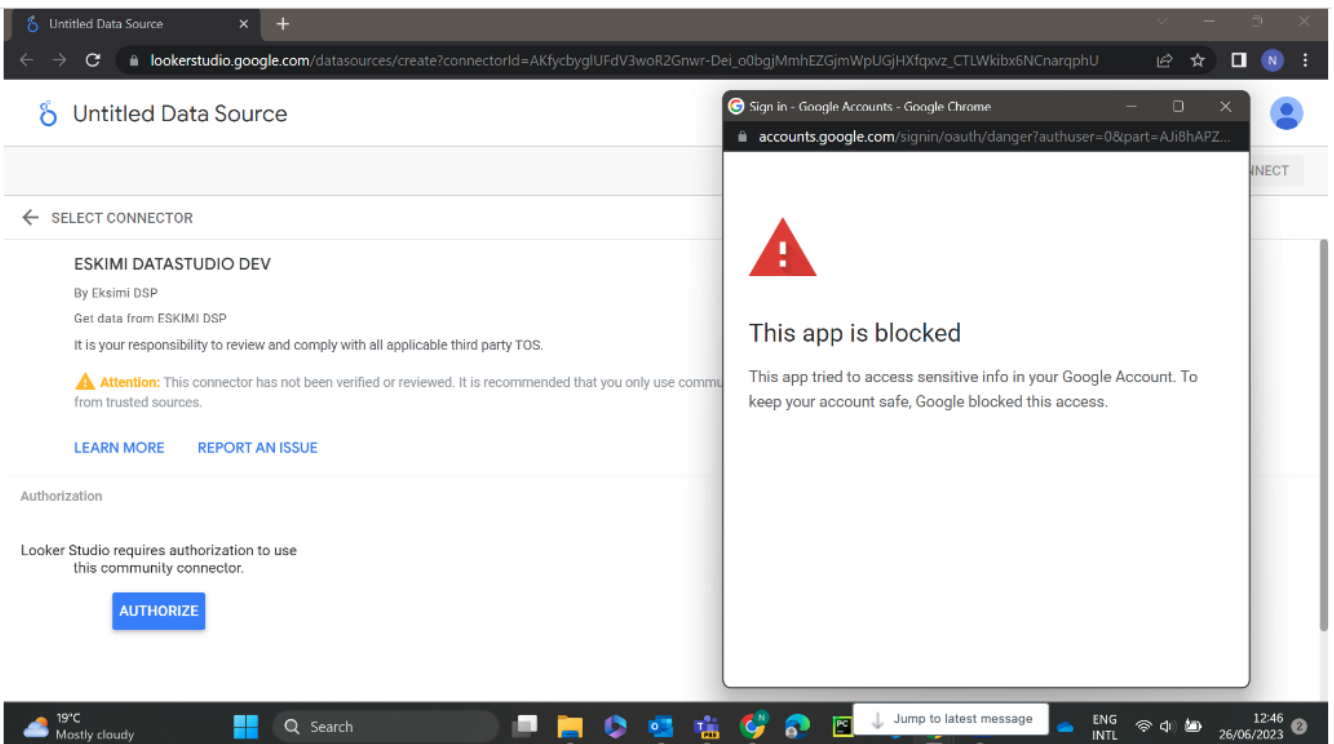 Untitled Data Source
lookerstudio.google.com/datasources/create?connectorId=AKfycbyglUFdV3woR2Gnwr-Dei_o0bgjMmhEZGjmWpUGjHXfqxvz_CTLWkibx6NCnarqphU
N
Untitled Data Source
Sign in - Google Accounts - Google Chrome
accounts.google.com/signin/oauth/danger?authuser=0&part=AJi8hAPZ...
NNECT
SELECT CONNECTOR
ESKIMI DATASTUDIO DEV
By Eksimi DSP
Get data from ESKIMI DSP
It is your responsibility to review and comply with all applicable third party TOS.
Attention: This connector has not been verified or reviewed. It is recommended that you only use commu
from trusted sources.
LEARN MORE REPORT AN ISSUE
This app is blocked
This app tried to access sensitive info in your Google Account. To
keep your account safe, Google blocked this access.
Authorization
Looker Studio requires authorization to use
this community connector.
AUTHORIZE
19°C
Mostly cloudy
Search
PRE
N
PC
Jump to latest message
ENG
INTL
12:46
26/06/2023
2